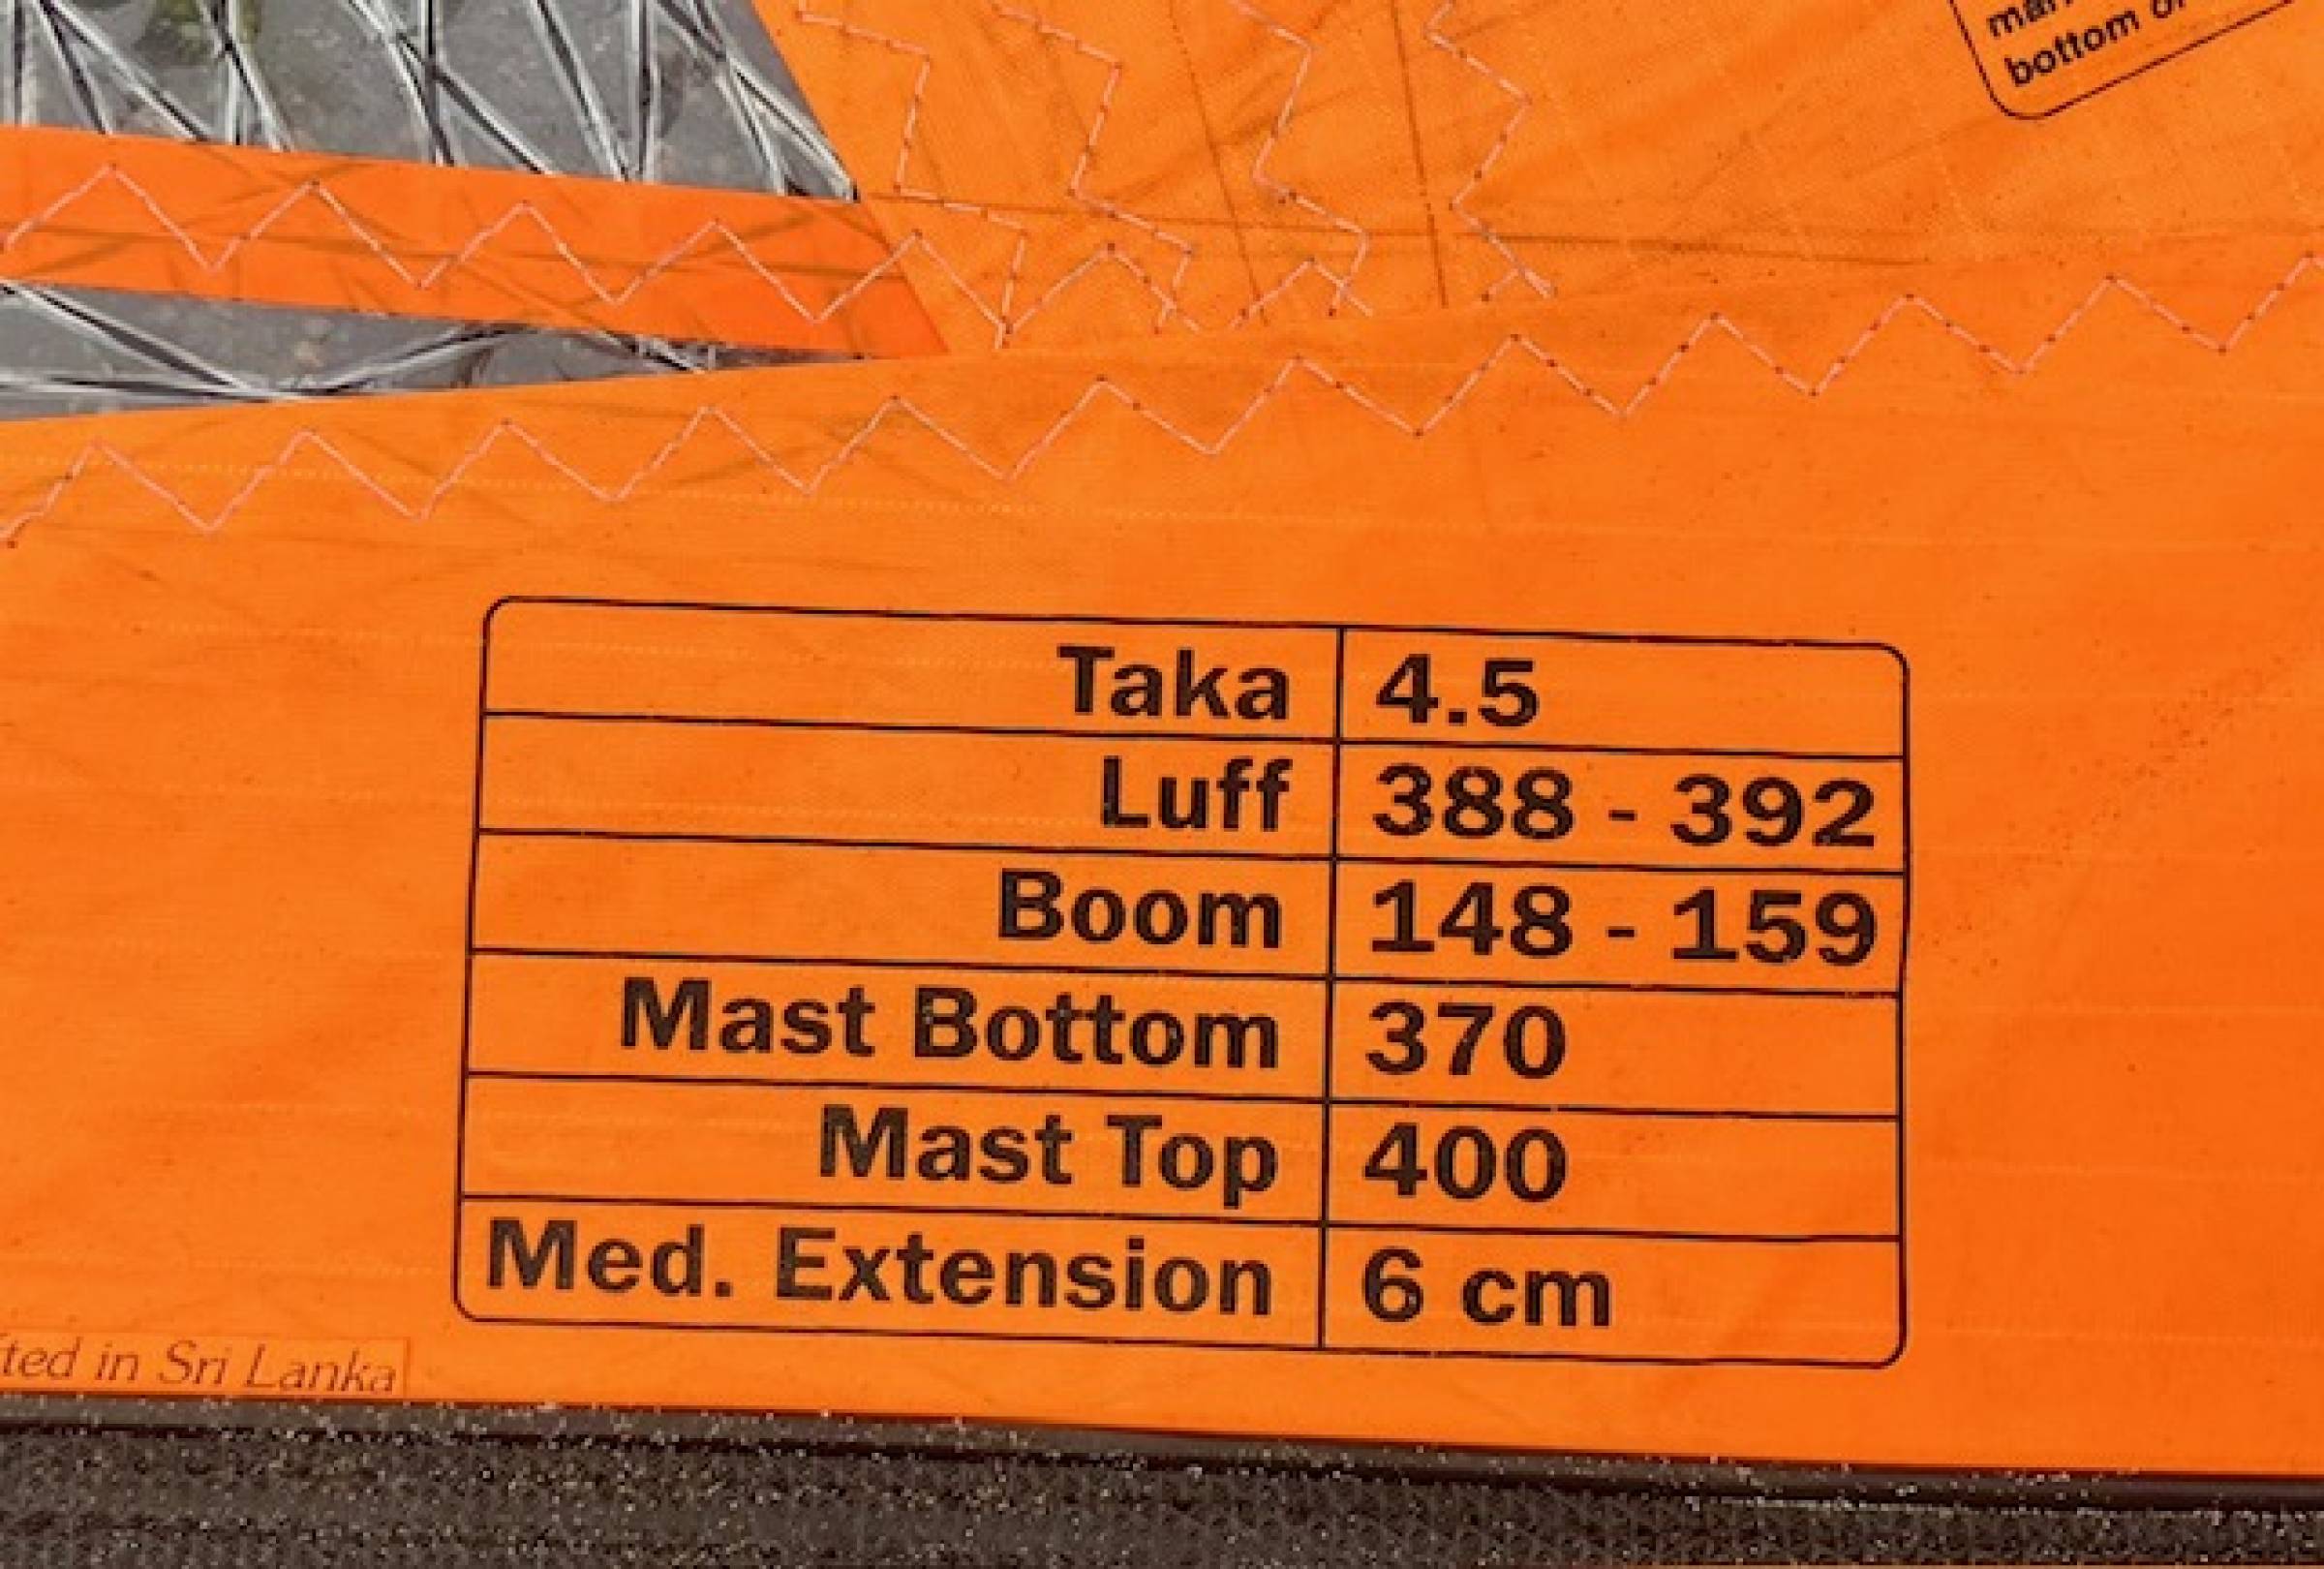 bottom of
Taka 4.5
Luff 388 - 392
Boom 148 - 159
Mast Bottom 370
Mast Top 400
Med. Extension 6 cm
in Sri Lanka